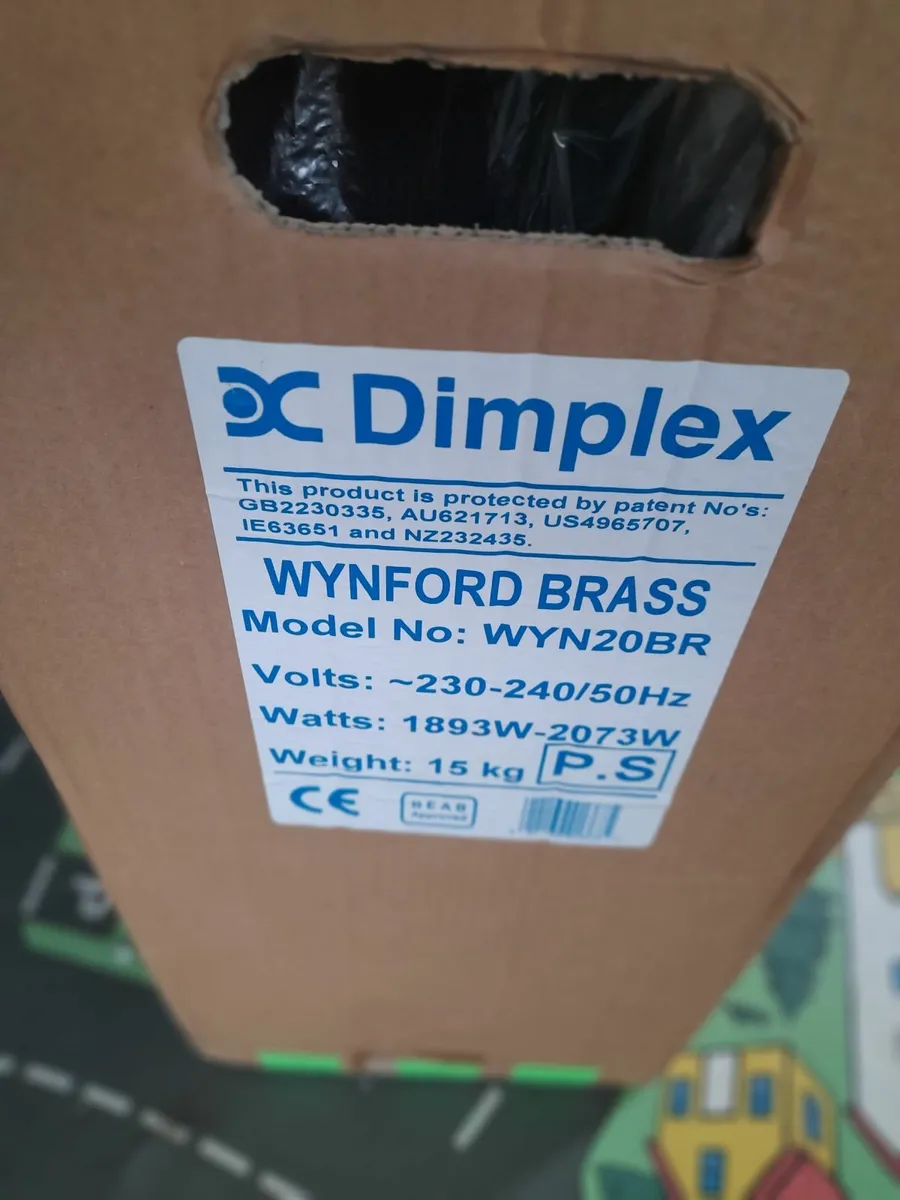 Dimplex
This product is protected by patent No's:
GB2230335, AU621713, US4965707,
IE63651 and NZ232435.
WYNFORD BRASS
Model No: WYN20BR
Volts: ~230-240/50Hz
Watts: 1893W-2073W
Weight: 15 kg P.S
CE BEAB
Approved